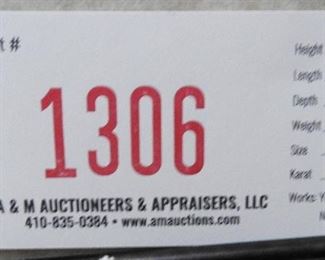 t #
1306
A & M AUCTIONEERS & APPRAISERS, LLC
410-835-0384 • www.amauctions.com
Height
Length
Depth
Weight
Size
Karat
Works: Y
N